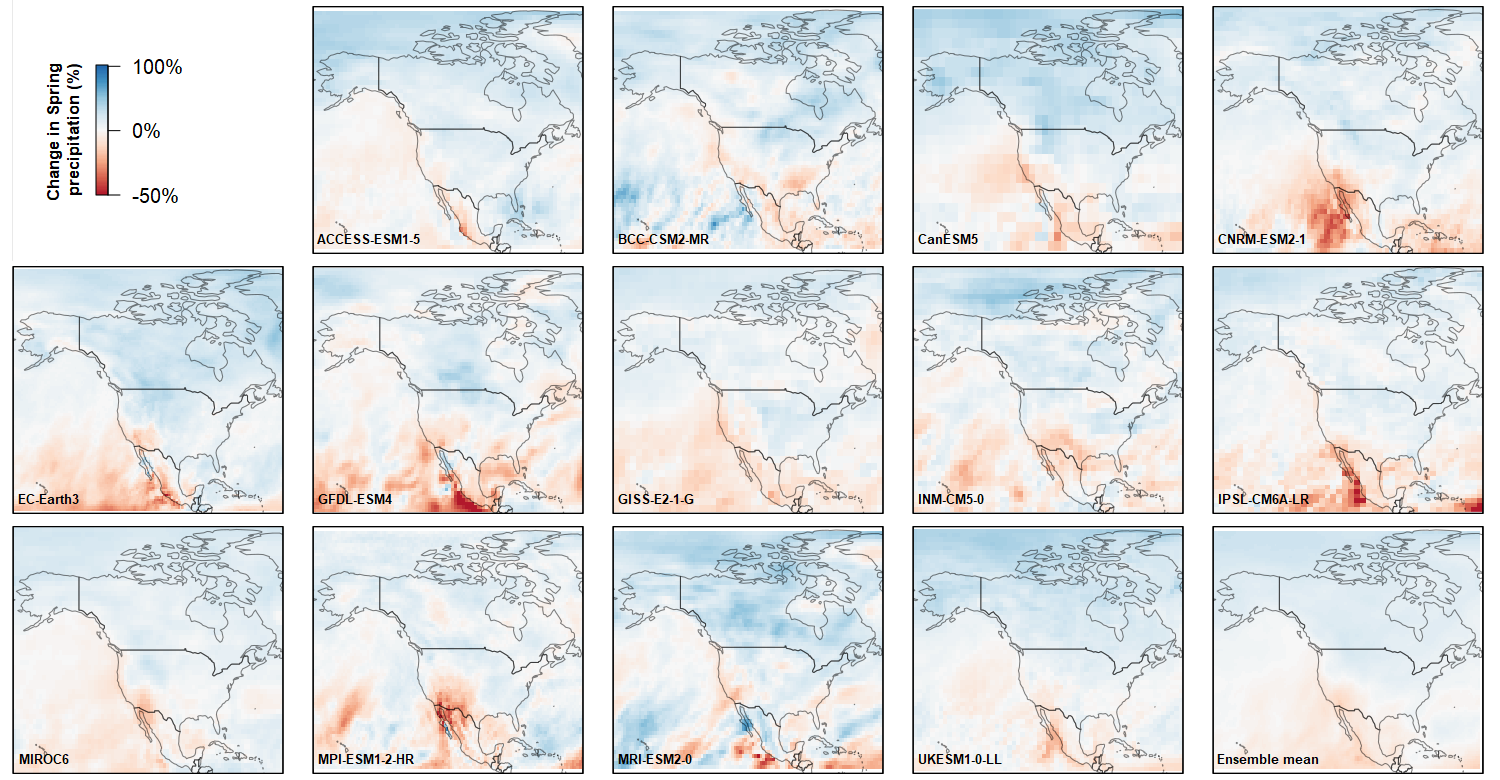 Change in Spring
precipitation (%)
100%
0%
-50%
ACCESS-ESM1-5
BCC-CSM2-MR
CanESM5
CNRM-ESM2-1
EC-Earth3
GFDL-ESM4
GISS-E2-1-G
INM-CM5-0
IPSL-CM6A-LR
MIROC6
MPI-ESM1-2-HR
MRI-ESM2-0
UKESM1-0-LL
Ensemble mean